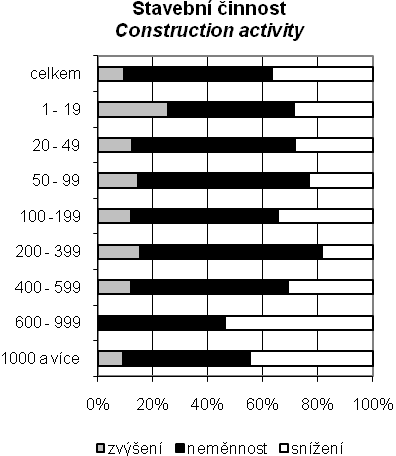 Stavební činnost
Construction activity
celkem
1 - 19
20 - 49
50 - 99
100 -199
200 - 399
400 - 599
600 - 999
1000 a více
0% 20% 40% 60% 80% 100%
zvýšení neměnnost snížení